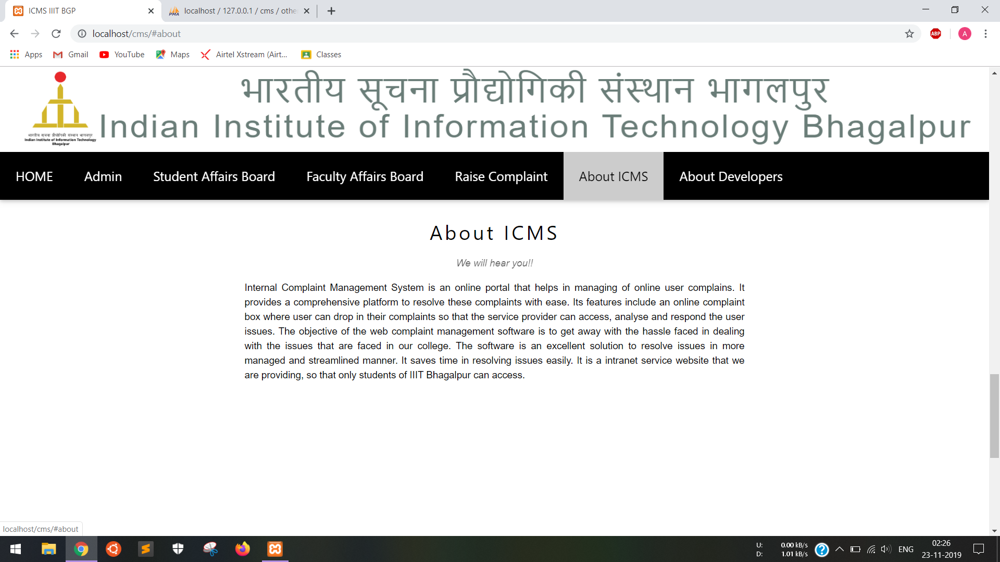 ICMS IIIT BGP
localhost / 127.0.0.1 / cms / othe
localhost/cms/#about
ABP
A
Apps
Gmail
YouTube
Maps
Airtel Xstream (Airt...
Classes
भारतीय सूचना प्रौद्योगिकी संस्थान भागलपुर
Indian Institute of Information Technology Bhagalpur
भारतीय सूचना प्रौद्योगिकी संस्थान भागलपुर
Indian Institute of Information Technology
Bhagalpur
HOME
Admin
Student Affairs Board
Faculty Affairs Board
Raise Complaint
About ICMS
About Developers
About ICMS
We will hear you!!
Internal Complaint Management System is an online portal that helps in managing of online user complains. It
provides a comprehensive platform to resolve these complaints with ease. Its features include an online complaint
box where user can drop in their complaints so that the service provider can access, analyse and respond the user
issues. The objective of the web complaint management software is to get away with the hassle faced in dealing
with the issues that are faced in our college. The software is an excellent solution to resolve issues in more
managed and streamlined manner. It saves time in resolving issues easily. It is a intranet service website that we
are providing, so that only students of IIIT Bhagalpur can access.
localhost/cms/#about
U: 0.00 kB/s
D: 1.01 kB/s
ENG
02:26
23-11-2019